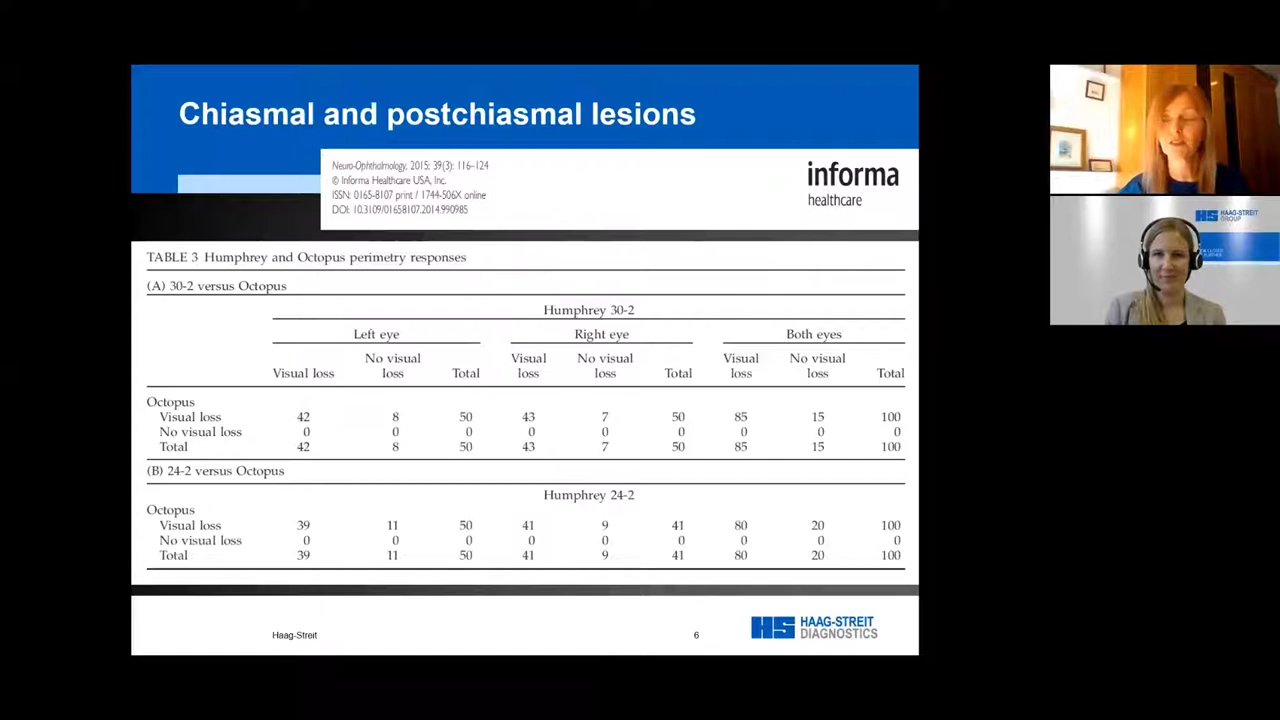 Chiasmal and postchiasmal lesions
Neuro-Ophthalmology, 2015; 39(3): 116–124
© Informa Healthcare USA, Inc.
ISSN: 0165-8107 print / 1744-506X online
DOI: 10.3109/01658107.2014.990985
informa
healthcare
TABLE 3 Humphrey and Octopus perimetry responses
(A) 30-2 versus Octopus
Humphrey 30-2
Left eye Right eye Both eyes
Visual loss No visual loss Total Visual loss No visual loss Total Visual loss No visual loss Total
Octopus
Visual loss 42 8 50 43 7 50 85 15 100
No visual loss 0 0 0 0 0 0 0 0 0
Total 42 8 50 43 7 50 85 15 100
(B) 24-2 versus Octopus
Humphrey 24-2
Octopus
Visual loss 39 11 50 41 9 41 80 20 100
No visual loss 0 0 0 0 0 0 0 0 0
Total 39 11 50 41 9 41 80 20 100
Haag-Streit
6
HS HAAG-STREIT
DIAGNOSTICS
HS HAAG-STREIT
GROUP